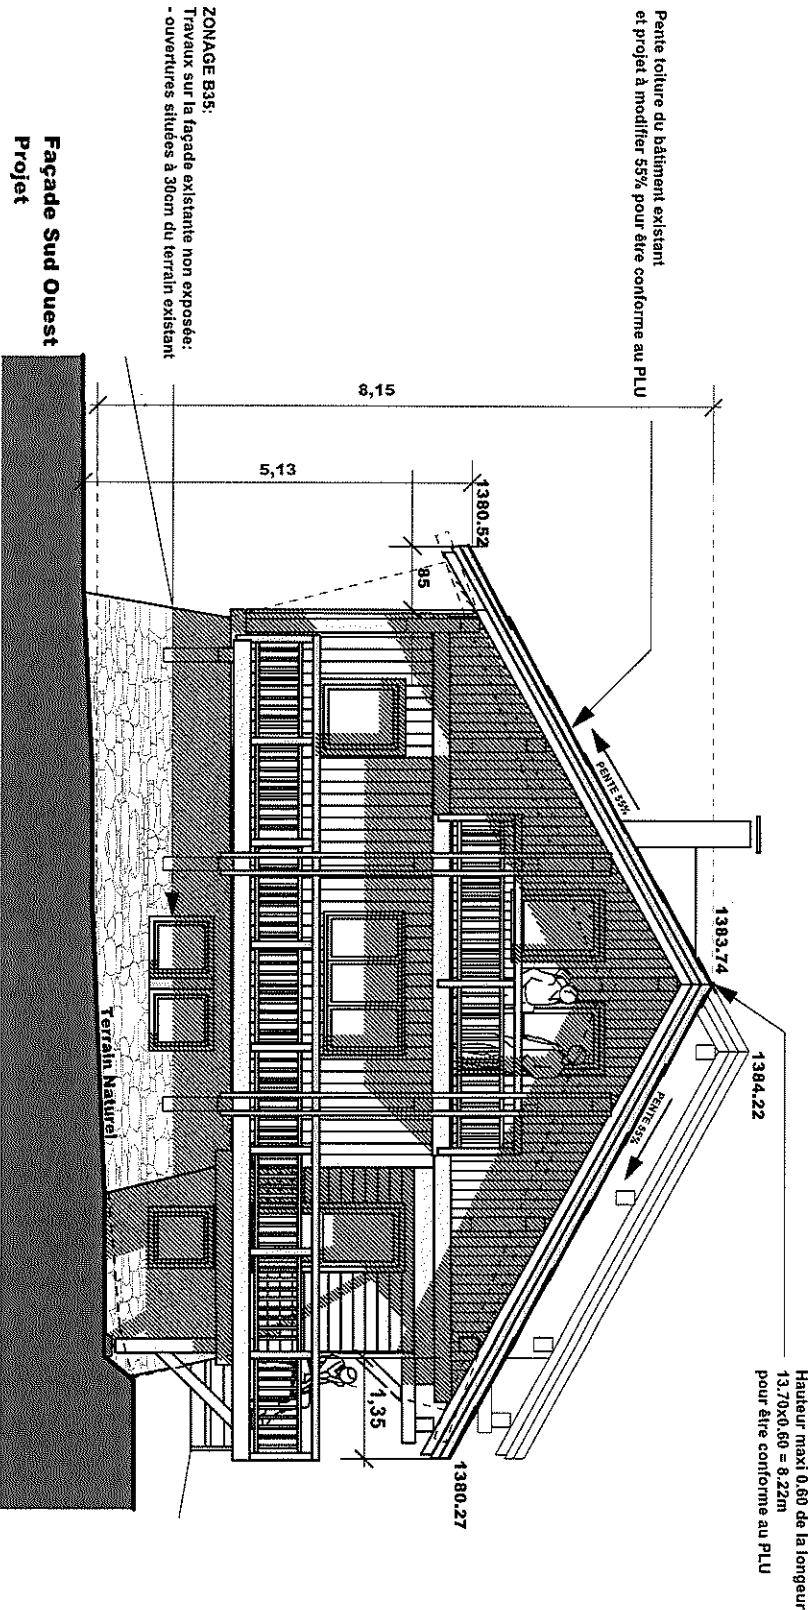 Pente toiture du bâtiment existant
et projet à modifier 55% pour être conforme au PLU
Hauteur maxi 0.60 de la longeur
13.70x0.60 = 8.22m
pour être conforme au PLU
1384.22
1383.74
PENTE 55%
PENTE 55%
1380.52
1380.27
8,15
5,13
85
1,35
Terrain Naturel
ZONAGE B35:
Travaux sur la façade existante non exposée:
- ouvertures situées à 30cm du terrain existant
Façade Sud Ouest
Projet